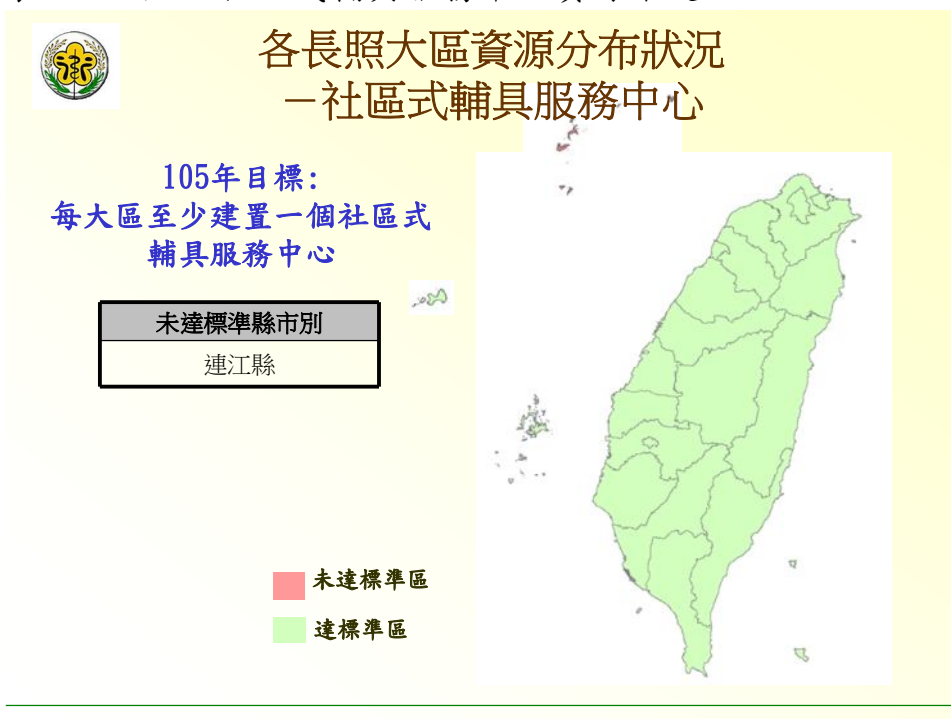 各長照大區資源分布狀況
－社區式輔具服務中心
105年目標:
每大區至少建置一個社區式
輔具服務中心
未達標準縣市別
連江縣
未達標準區
達標準區